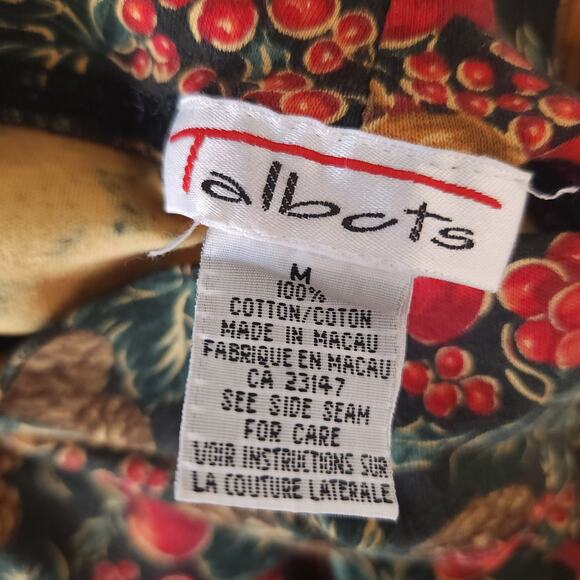 Talbots
M
100%
COTTON/COTON
MADE IN MACAU
FABRIQUE EN MACAU
CA 23147
SEE SIDE SEAM
FOR CARE
VOIR INSTRUCTIONS SUR
LA COUTURE LATERALE